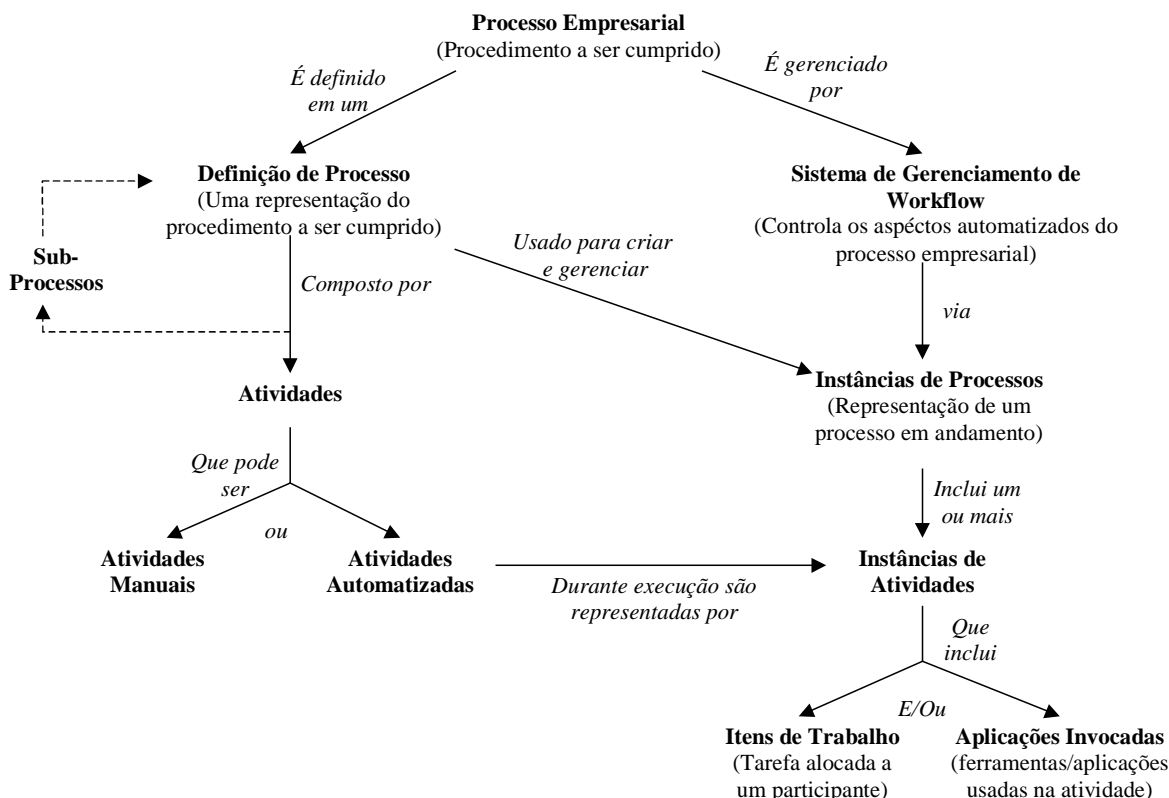 Processo Empresarial
(Procedimento a ser cumprido)
É definido
em um
É gerenciado
por
Definição de Processo
(Uma representação do
procedimento a ser cumprido)
Sistema de Gerenciamento de
Workflow
(Controla os aspéctos automatizados do
processo empresarial)
Sub-
Processos
Usado para criar
e gerenciar
Composto por
via
Atividades
Instâncias de Processos
(Representação de um
processo em andamento)
Que pode
ser
ou
Inclui um
ou mais
Atividades
Manuais
Atividades
Automatizadas
Durante execução são
representadas por
Instâncias de
Atividades
Que
inclui
E/Ou
Itens de Trabalho
(Tarefa alocada a
um participante)
Aplicações Invocadas
(ferramentas/aplicações
usadas na atividade)